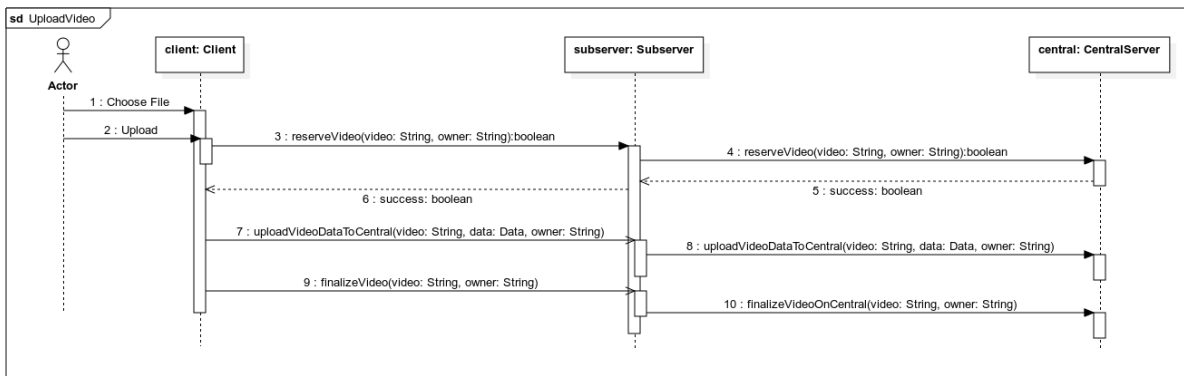 sd UploadVideo
client: Client
subserver: Subserver
central: CentralServer
Actor
1 : Choose File
2 : Upload
3 : reserveVideo(video: String, owner: String):boolean
4 : reserveVideo(video: String, owner: String):boolean
5 : success: boolean
6 : success: boolean
7 : uploadVideoDataToCentral(video: String, data: Data, owner: String)
8 : uploadVideoDataToCentral(video: String, data: Data, owner: String)
9 : finalizeVideo(video: String, owner: String)
10 : finalizeVideoOnCentral(video: String, owner: String)